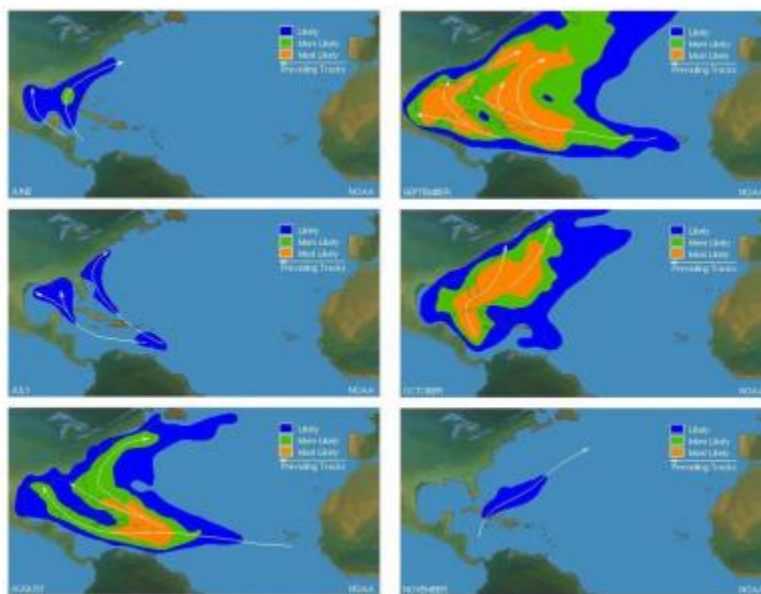 Likely
More Likely
Most Likely
Prevailing Tracks
JUNE
NOAA
Likely
More Likely
Most Likely
Prevailing Tracks
SEPTEMBER
NOAA
Likely
More Likely
Most Likely
Prevailing Tracks
JULY
NOAA
Likely
More Likely
Most Likely
Prevailing Tracks
OCTOBER
NOAA
Likely
More Likely
Most Likely
Prevailing Tracks
AUGUST
NOAA
Likely
More Likely
Most Likely
Prevailing Tracks
NOVEMBER
NOAA